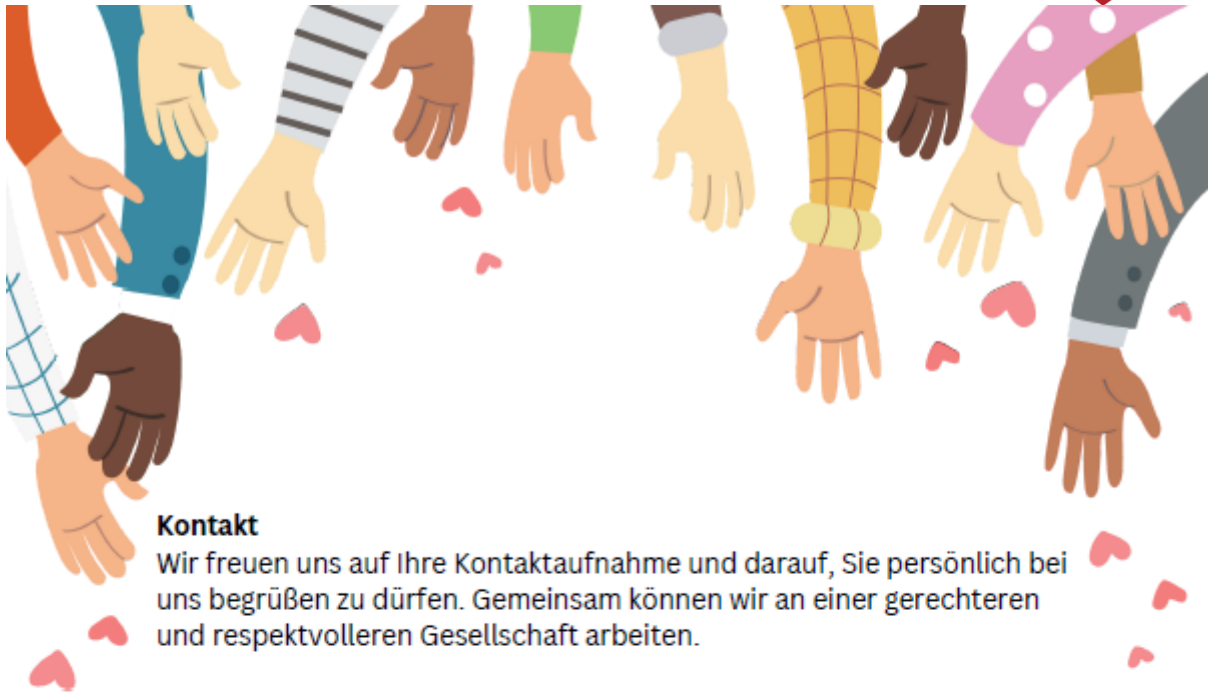 Kontakt
Wir freuen uns auf Ihre Kontaktaufnahme und darauf, Sie persönlich bei
uns begrüßen zu dürfen. Gemeinsam können wir an einer gerechteren
und respektvolleren Gesellschaft arbeiten.